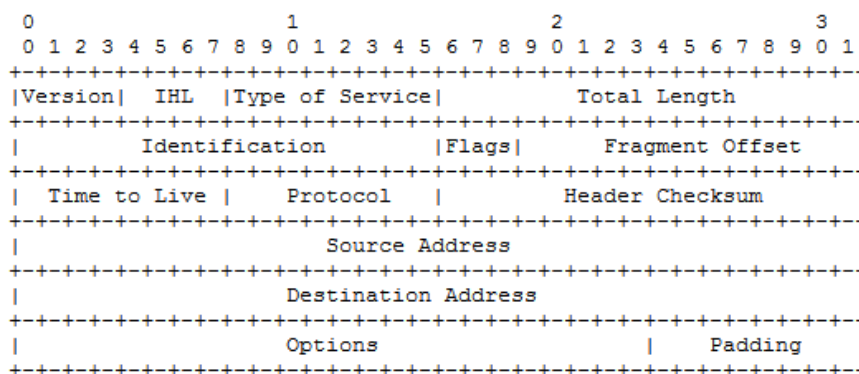 0                   1                   2                   3
0 1 2 3 4 5 6 7 8 9 0 1 2 3 4 5 6 7 8 9 0 1 2 3 4 5 6 7 8 9 0 1
+-+-+-+-+-+-+-+-+-+-+-+-+-+-+-+-+-+-+-+-+-+-+-+-+-+-+-+-+-+-+-+-
|Version|  IHL  |Type of Service|          Total Length
+-+-+-+-+-+-+-+-+-+-+-+-+-+-+-+-+-+-+-+-+-+-+-+-+-+-+-+-+-+-+-+-
|         Identification        |Flags|      Fragment Offset
+-+-+-+-+-+-+-+-+-+-+-+-+-+-+-+-+-+-+-+-+-+-+-+-+-+-+-+-+-+-+-+-
|  Time to Live |    Protocol   |         Header Checksum
+-+-+-+-+-+-+-+-+-+-+-+-+-+-+-+-+-+-+-+-+-+-+-+-+-+-+-+-+-+-+-+-
|                       Source Address
+-+-+-+-+-+-+-+-+-+-+-+-+-+-+-+-+-+-+-+-+-+-+-+-+-+-+-+-+-+-+-+-
|                    Destination Address
+-+-+-+-+-+-+-+-+-+-+-+-+-+-+-+-+-+-+-+-+-+-+-+-+-+-+-+-+-+-+-+-
|                    Options                    |    Padding
+-+-+-+-+-+-+-+-+-+-+-+-+-+-+-+-+-+-+-+-+-+-+-+-+-+-+-+-+-+-+-+-